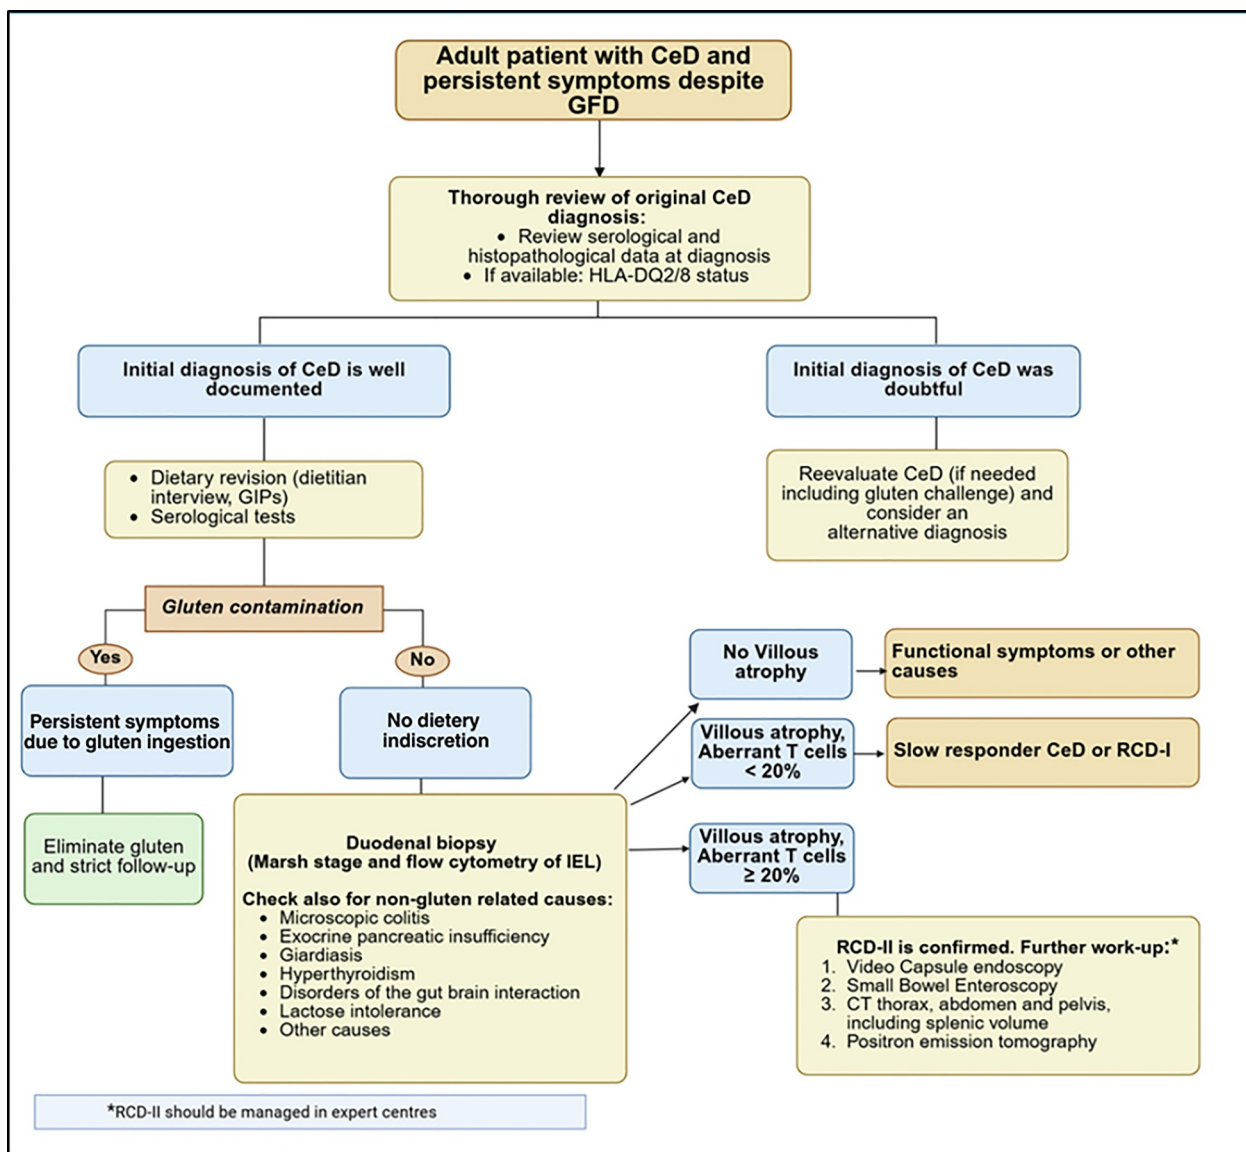 Adult patient with CeD and
persistent symptoms despite
GFD
Thorough review of original CeD
diagnosis:
• Review serological and
histopathological data at diagnosis
• If available: HLA-DQ2/8 status
Initial diagnosis of CeD is well
documented
Initial diagnosis of CeD was
doubtful
• Dietary revision (dietitian
interview, GIPs)
• Serological tests
Reevaluate CeD (if needed
including gluten challenge) and
consider an
alternative diagnosis
Gluten contamination
Yes
No
Persistent symptoms
due to gluten ingestion
No dietery
indiscretion
Eliminate gluten
and strict follow-up
Duodenal biopsy
(Marsh stage and flow cytometry of IEL)
Check also for non-gluten related causes:
• Microscopic colitis
• Exocrine pancreatic insufficiency
• Giardiasis
• Hyperthyroidism
• Disorders of the gut brain interaction
• Lactose intolerance
• Other causes
No Villous
atrophy
Functional symptoms or other
causes
Villous atrophy,
Aberrant T cells
< 20%
Slow responder CeD or RCD-I
Villous atrophy,
Aberrant T cells
≥ 20%
RCD-II is confirmed. Further work-up:*
1. Video Capsule endoscopy
2. Small Bowel Enteroscopy
3. CT thorax, abdomen and pelvis,
including splenic volume
4. Positron emission tomography
*RCD-II should be managed in expert centres